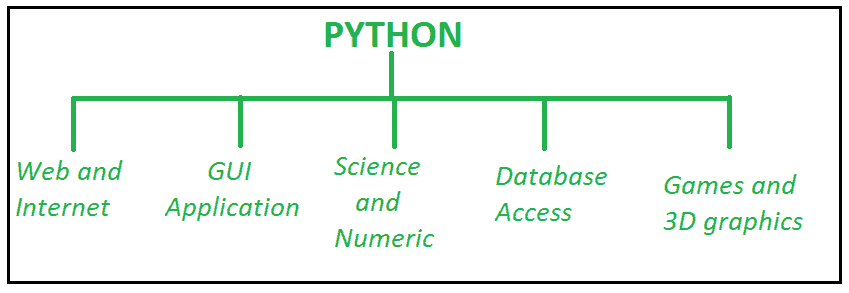 PYTHON
Web and
Internet
GUI
Application
Science
and
Numeric
Database
Access
Games and
3D graphics